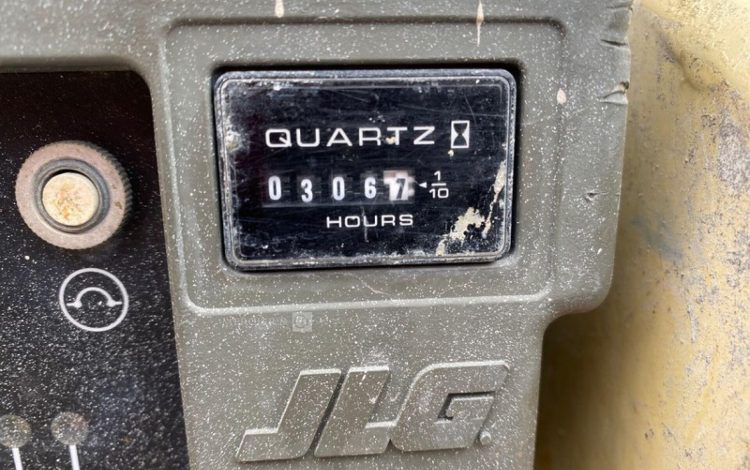 QUARTZ
03067 ◄ 1/10
HOURS
JLG.